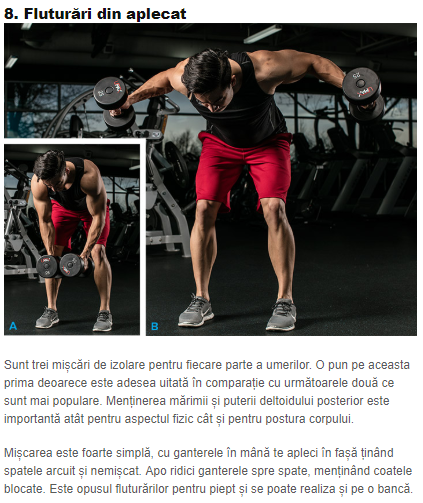 8. Fluturări din aplecat
A
B
Sunt trei mișcări de izolare pentru fiecare parte a umerilor. O pun pe aceasta
prima deoarece este adesea uitată în comparație cu următoarele două ce
sunt mai populare. Menținerea mărimii și puterii deltoidului posterior este
importantă atât pentru aspectul fizic cât și pentru postura corpului.
Mișcarea este foarte simplă, cu ganterele în mână te apleci în fașă ținând
spatele arcuit și nemișcat. Apo ridici ganterele spre spate, menținând coatele
blocate. Este opusul fluturărilor pentru piept și se poate realiza și pe o bancă.